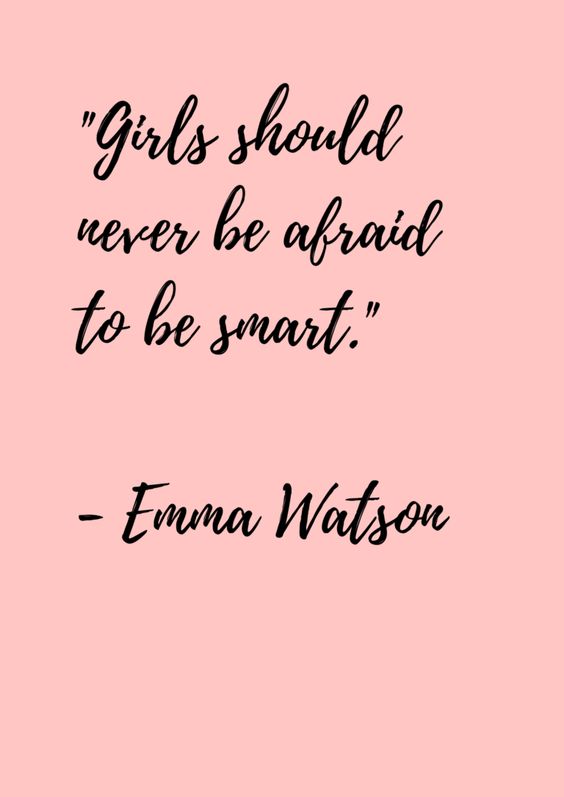 "Girls should
never be afraid
to be smart."
- Emma Watson